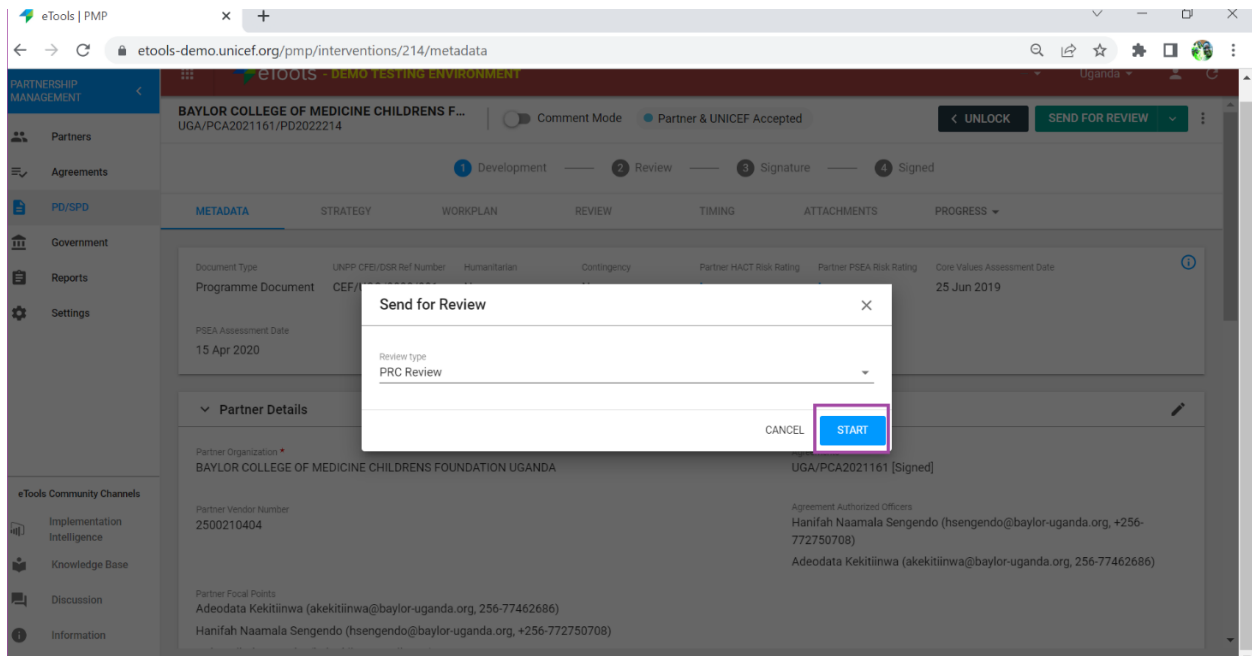 eTools | PMP
etools-demo.unicef.org/pmp/interventions/214/metadata
PARTNERSHIP
MANAGEMENT
eTools - DEMO TESTING ENVIRONMENT
Uganda
BAYLOR COLLEGE OF MEDICINE CHILDRENS F...
UGA/PCA2021161/PD2022214
Comment Mode
Partner & UNICEF Accepted
< UNLOCK
SEND FOR REVIEW
Partners
Agreements
PD/SPD
Government
Reports
Settings
1 Development
2 Review
3 Signature
4 Signed
METADATA
STRATEGY
WORKPLAN
REVIEW
TIMING
ATTACHMENTS
PROGRESS
Document Type
Programme Document
UNPP CFEI/DSR Ref Number
Humanitarian
Contingency
Partner HACT Risk Rating
Partner PSEA Risk Rating
Core Values Assessment Date
25 Jun 2019
PSEA Assessment Date
15 Apr 2020
Send for Review
Review type
PRC Review
CANCEL
START
Partner Details
Partner Organization *
BAYLOR COLLEGE OF MEDICINE CHILDRENS FOUNDATION UGANDA
UGA/PCA2021161 [Signed]
Partner Vendor Number
2500210404
Agreement Authorized Officers
Hanifah Naamala Sengendo (hsengendo@baylor-uganda.org, +256-
772750708)
Adeodata Kekitiinwa (akekitiinwa@baylor-uganda.org, 256-77462686)
Partner Focal Points
Adeodata Kekitiinwa (akekitiinwa@baylor-uganda.org, 256-77462686)
Hanifah Naamala Sengendo (hsengendo@baylor-uganda.org, +256-772750708)
eTools Community Channels
Implementation
Intelligence
Knowledge Base
Discussion
Information